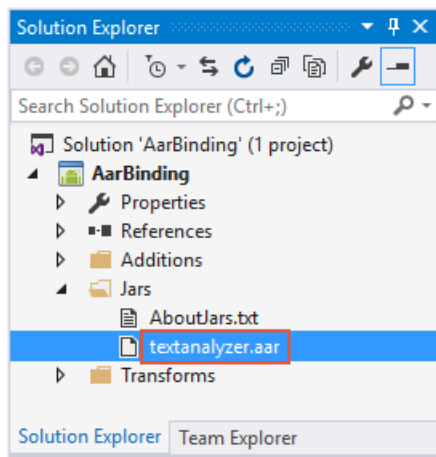 Solution Explorer
Search Solution Explorer (Ctrl+;)
Solution 'AarBinding' (1 project)
AarBinding
Properties
References
Additions
Jars
AboutJars.txt
textanalyzer.aar
Transforms
Solution Explorer Team Explorer